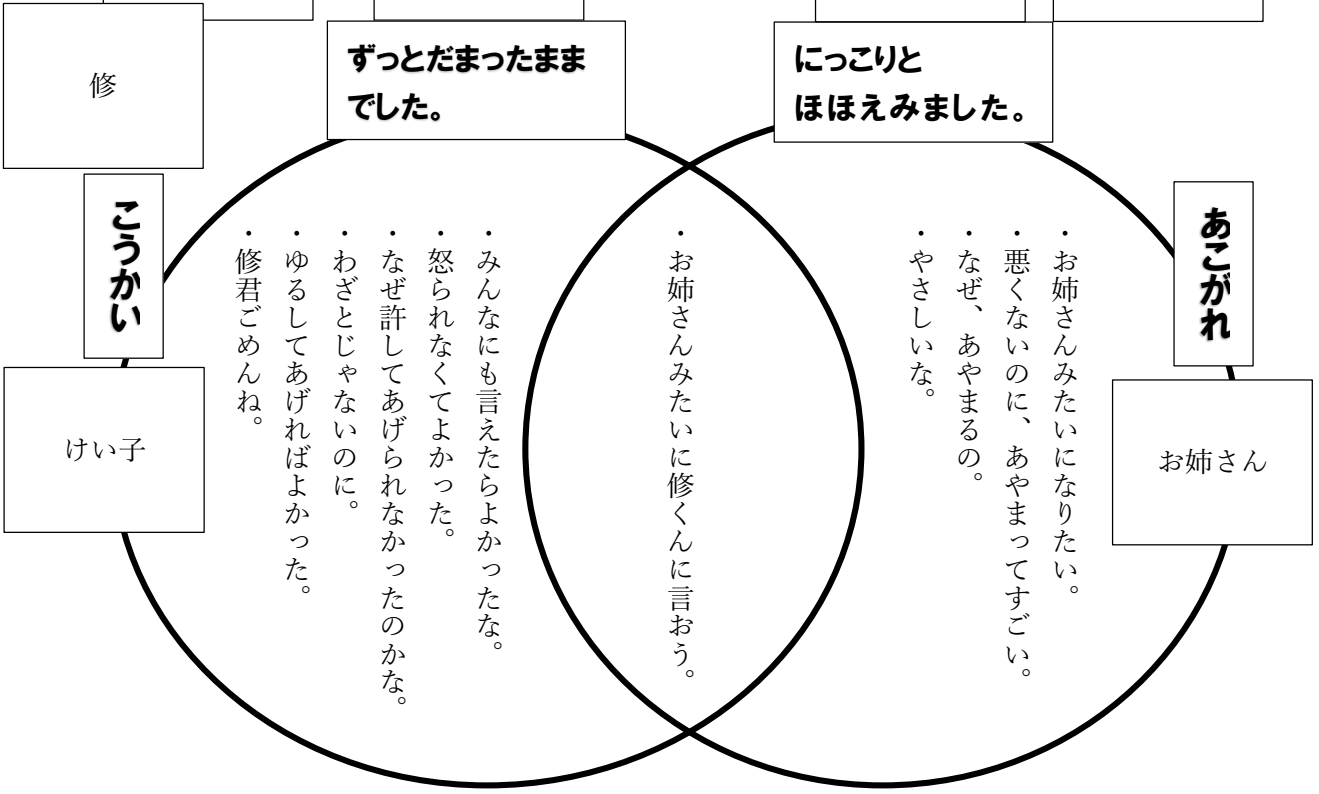 にっこりと
ほほえみました。
ずっとだまったまま
でした。
修
あこがれ
お姉さん
・お姉さんみたいになりたい。
・悪くないのに、あやまってすごい。
・なぜ、あやまるの。
・やさしいな。
・お姉さんみたいに修くんに言おう。
・みんなにも言えたらよかったな。
・怒られなくてよかった。
・なぜ許してあげられなかったのかな。
・わざとじゃないのに。
・ゆるしてあげればよかった。
・修君ごめんね。
こうかい
けい子